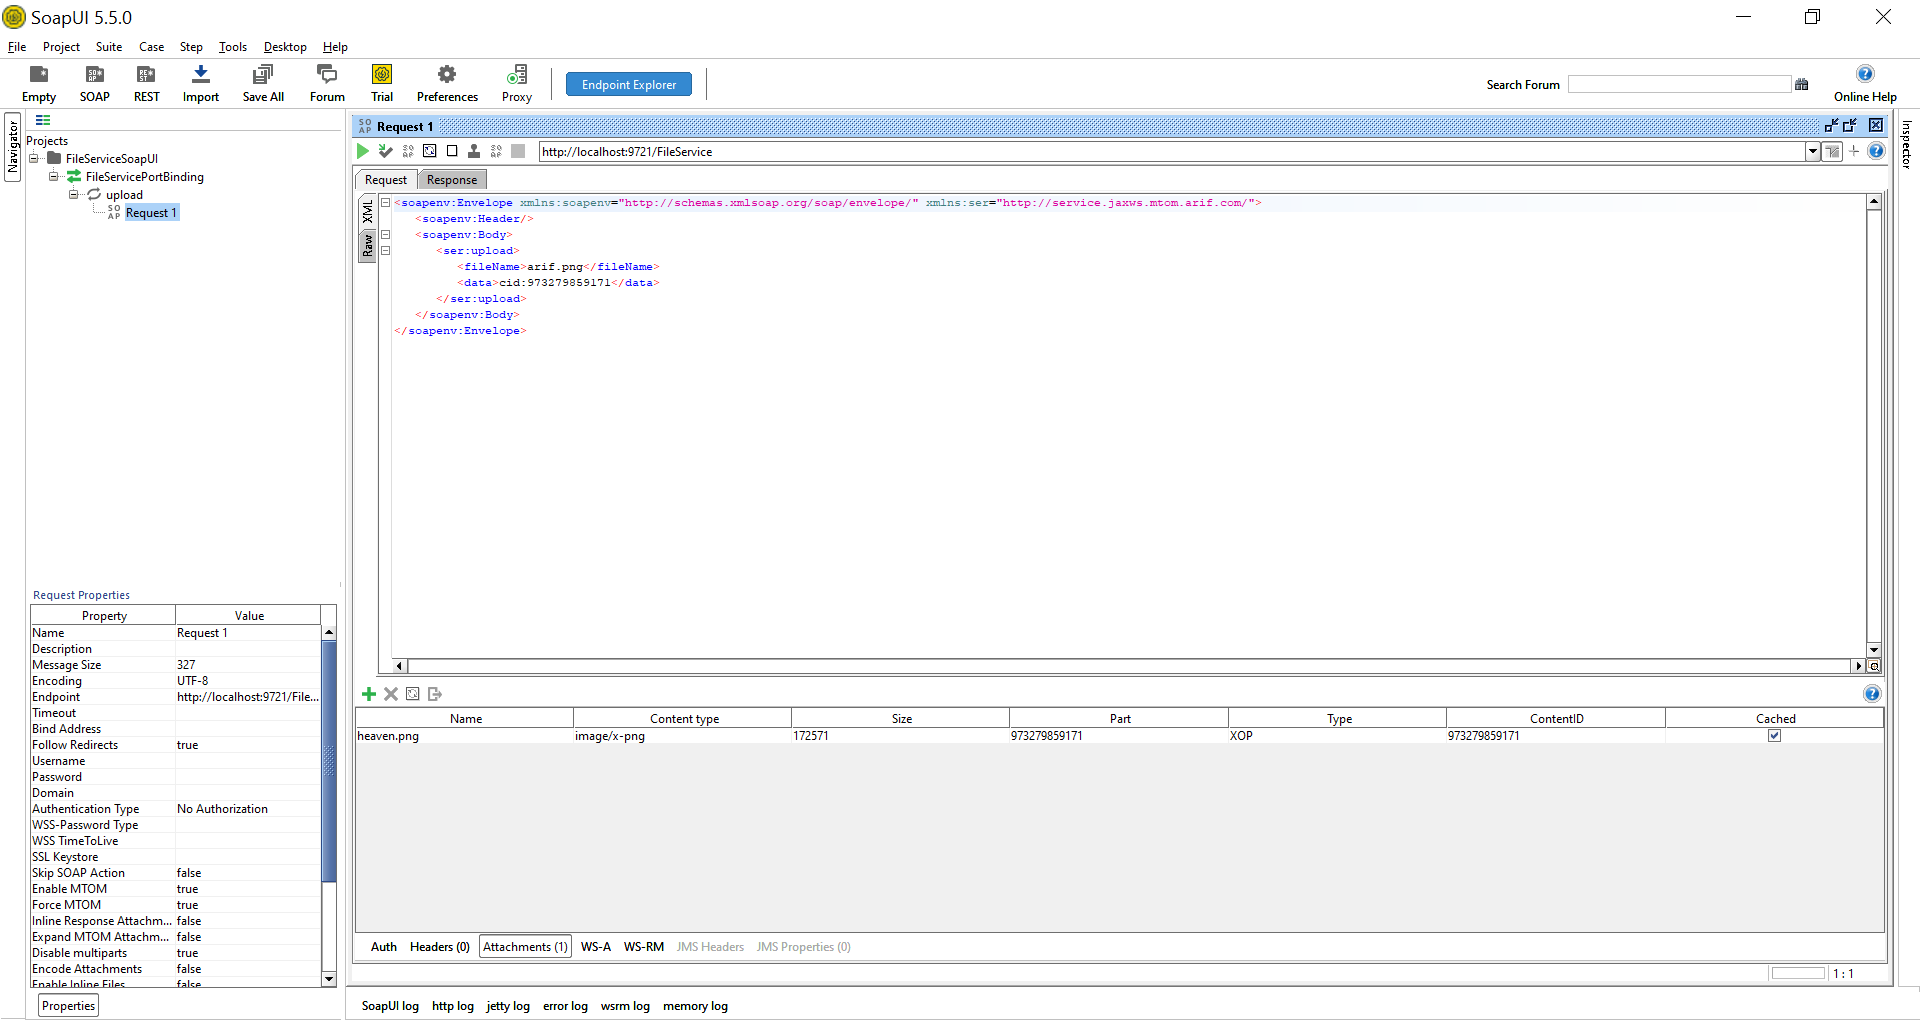 SoapUI 5.5.0
File Project Suite Case Step Tools Desktop Help
Empty SOAP REST Import Save All Forum Trial Preferences Proxy Endpoint Explorer Search Forum Online Help
Navigator
Projects
FileServiceSoapUI
FileServicePortBinding
upload
SO AP Request 1
Request Properties
Property Value
Name Request 1
Description
Message Size 327
Encoding UTF-8
Endpoint http://localhost:9721/File...
Timeout
Bind Address
Follow Redirects true
Username
Password
Domain
Authentication Type No Authorization
WSS-Password Type
WSS TimeToLive
SSL Keystore
Skip SOAP Action false
Enable MTOM true
Force MTOM true
Inline Response Attachm... false
Expand MTOM Attachm... false
Disable multiparts true
Encode Attachments false
Enable Inline Files false
Properties
SO AP Request 1
http://localhost:9721/FileService
Request Response
XML
Raw
<soapenv:Envelope xmlns:soapenv="http://schemas.xmlsoap.org/soap/envelope/" xmlns:ser="http://service.jaxws.mtom.arif.com/">
<soapenv:Header/>
<soapenv:Body>
<ser:upload>
<fileName>arif.png</fileName>
<data>cid:973279859171</data>
</ser:upload>
</soapenv:Body>
</soapenv:Envelope>
Name Content type Size Part Type ContentID Cached
heaven.png image/x-png 172571 973279859171 XOP 973279859171
Auth Headers (0) Attachments (1) WS-A WS-RM JMS Headers JMS Properties (0)
1 : 1
SoapUI log http log jetty log error log wsrm log memory log
Inspector